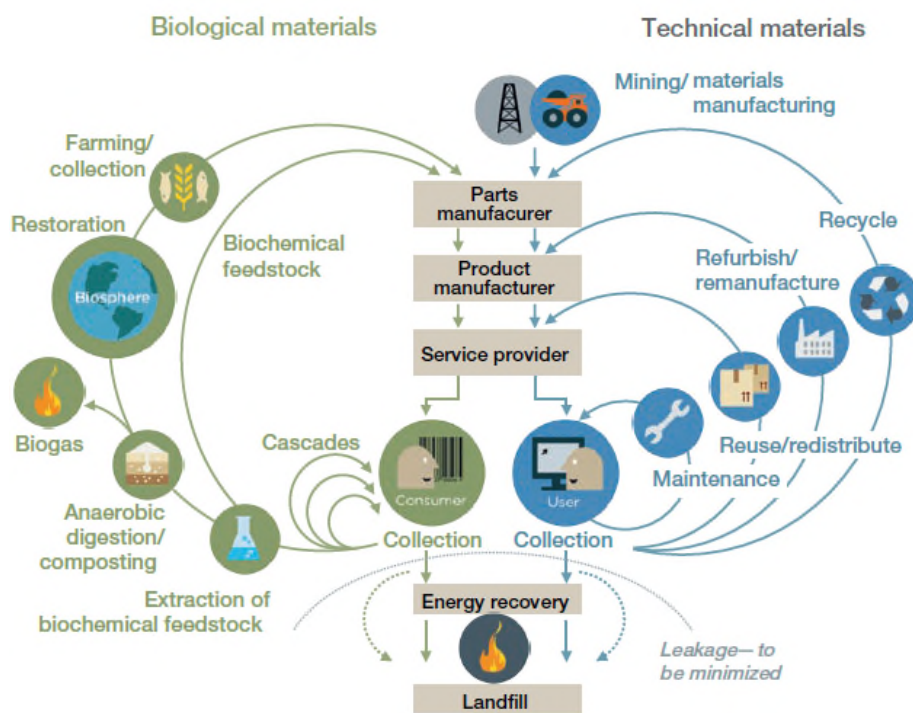 Biological materials
Technical materials
Mining/ materials
manufacturing
Farming/
collection
Restoration
Biosphere
Biochemical
feedstock
Parts
manufacurer
Product
manufacturer
Service provider
Recycle
Refurbish/
remanufacture
Biogas
Cascades
Consumer
User
Reuse/redistribute
Maintenance
Anaerobic
digestion/
composting
Collection
Collection
Extraction of
biochemical feedstock
Energy recovery
Leakage—to
be minimized
Landfill